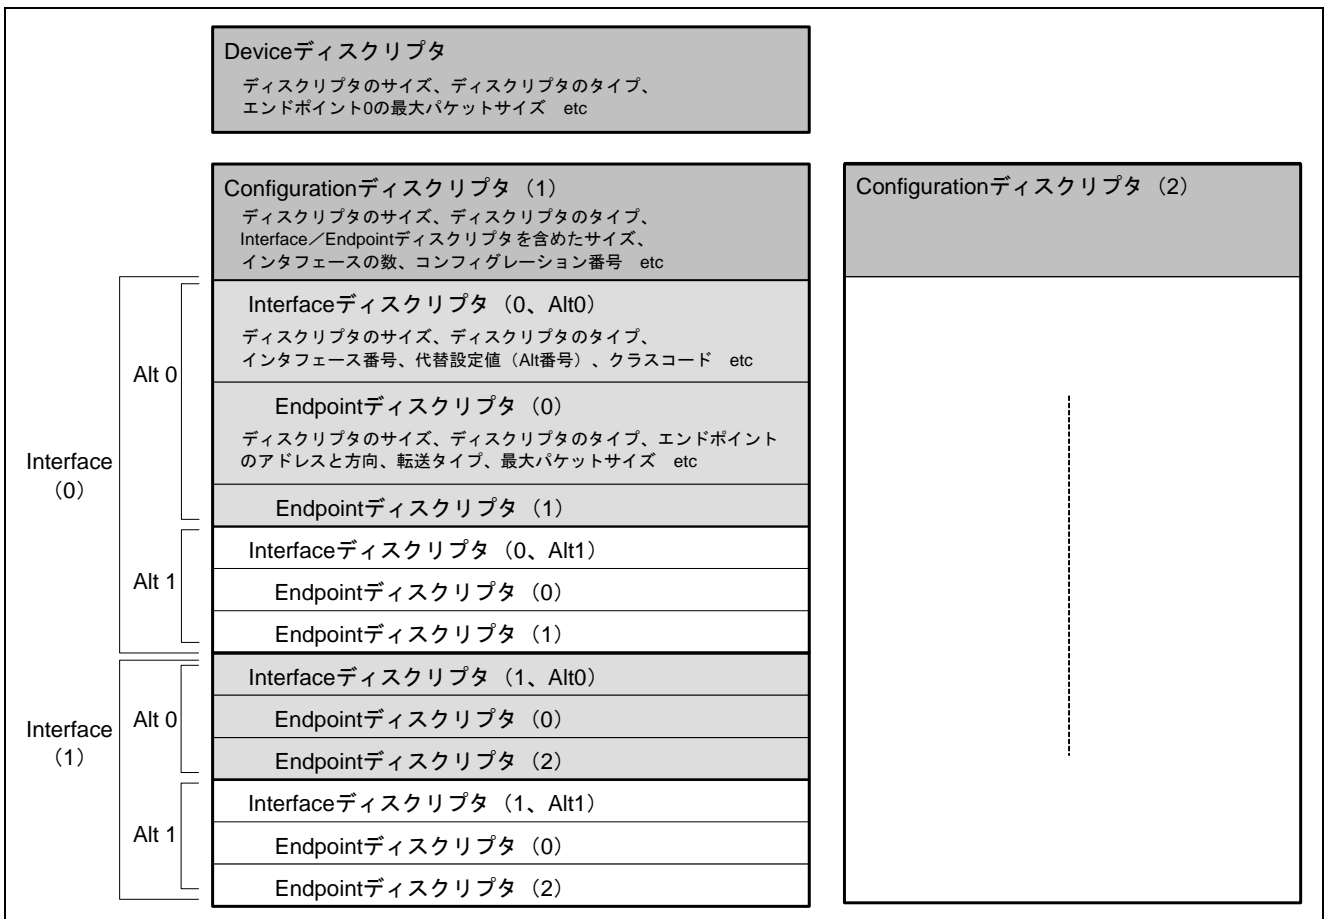 Deviceディスクリプタ
ディスクリプタのサイズ、ディスクリプタのタイプ、
エンドポイント0の最大パケットサイズ　etc
Configurationディスクリプタ（1）
ディスクリプタのサイズ、ディスクリプタのタイプ、
Interface／Endpointディスクリプタを含めたサイズ、
インタフェースの数、コンフィグレーション番号　etc
Configurationディスクリプタ（2）
Interface
（0）
Alt 0
Interfaceディスクリプタ（0、Alt0）
ディスクリプタのサイズ、ディスクリプタのタイプ、
インタフェース番号、代替設定値（Alt番号）、クラスコード　etc
Endpointディスクリプタ（0）
ディスクリプタのサイズ、ディスクリプタのタイプ、エンドポイント
のアドレスと方向、転送タイプ、最大パケットサイズ　etc
Endpointディスクリプタ（1）
Alt 1
Interfaceディスクリプタ（0、Alt1）
Endpointディスクリプタ（0）
Endpointディスクリプタ（1）
Interface
（1）
Alt 0
Interfaceディスクリプタ（1、Alt0）
Endpointディスクリプタ（0）
Endpointディスクリプタ（2）
Alt 1
Interfaceディスクリプタ（1、Alt1）
Endpointディスクリプタ（0）
Endpointディスクリプタ（2）